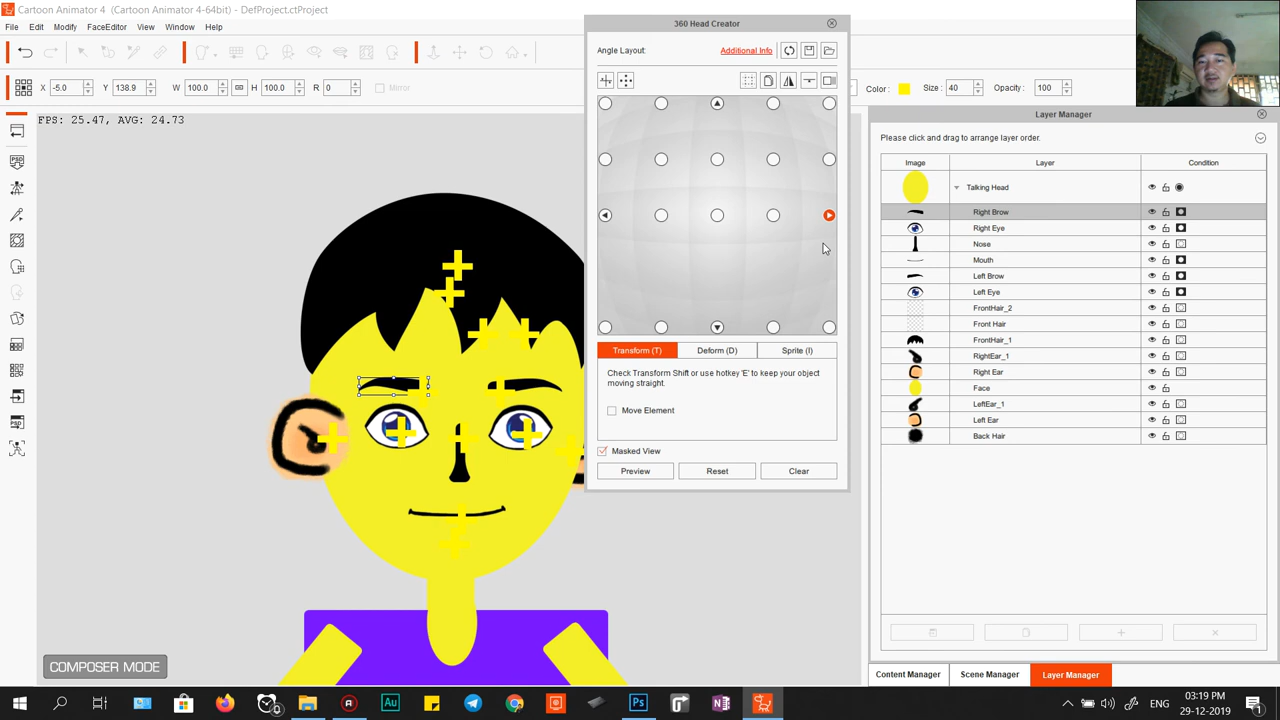 Cartoon Animator 4 (Cartoon Animator 4-64bit) - DefProject.ctProject
File Edit Modify FaceEditor View Window Help
X -5.0 Y 138.9 W 100.0 H 100.0 R 0 Mirror
Color : Size : 40 Opacity : 100
FPS: 25.47, AVG: 24.73
360 Head Creator
Angle Layout: Additional Info
Transform (T) Deform (D) Sprite (I)
Check Transform Shift or use hotkey 'E' to keep your object
moving straight.
Move Element
Masked View
Preview Reset Clear
Layer Manager
Please click and drag to arrange layer order.
Image Layer Condition
Talking Head
Right Brow
Right Eye
Nose
Mouth
Left Brow
Left Eye
FrontHair_2
Front Hair
FrontHair_1
RightEar_1
Right Ear
Face
LeftEar_1
Left Ear
Back Hair
Content Manager Scene Manager Layer Manager
COMPOSER MODE
PSD
Au
Ps
N
ENG
03:19 PM
29-12-2019